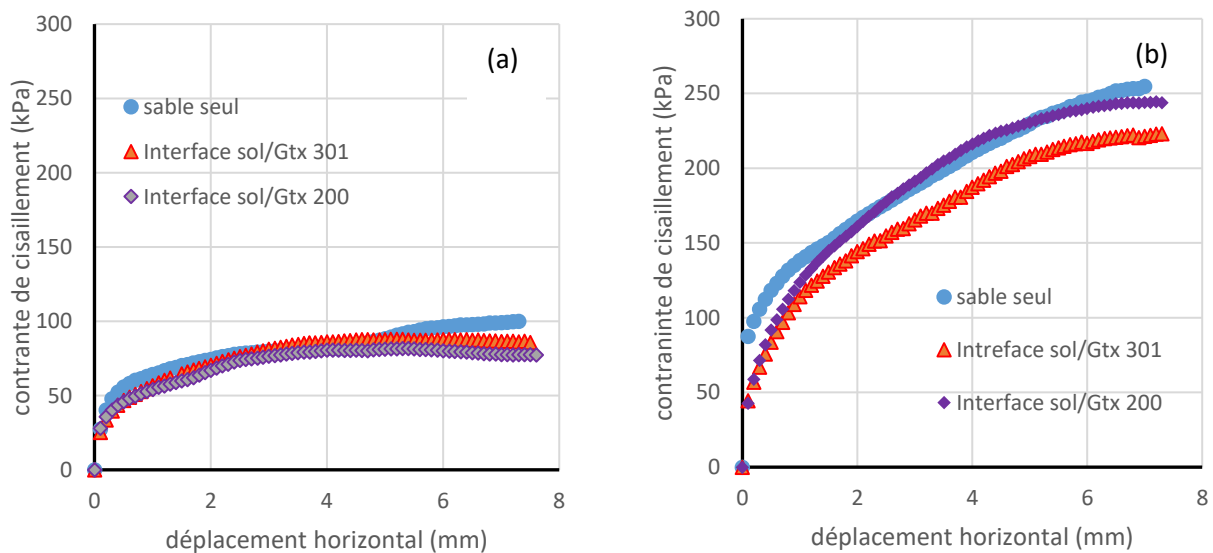 300
250
200
150
100
50
0
0
2
4
6
8
contrante de cisaillement (kPa)
déplacement horizontal (mm)
(a)
sable seul
Interface sol/Gtx 301
Interface sol/Gtx 200
300
250
200
150
100
50
0
0
2
4
6
8
contraninte de cisaillement (kPa)
déplacement horizontal (mm)
(b)
sable seul
Intreface sol/Gtx 301
Interface sol/Gtx 200